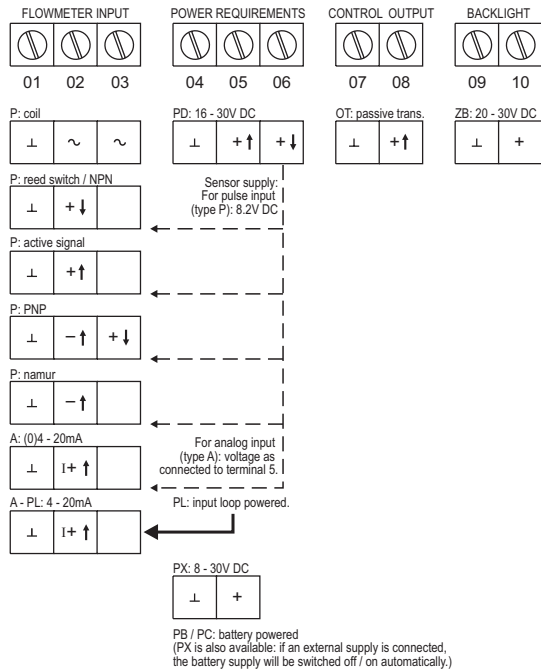 FLOWMETER INPUT POWER REQUIREMENTS CONTROL OUTPUT BACKLIGHT
01 02 03 04 05 06 07 08 09 10
P: coil PD: 16 - 30V DC OT: passive trans. ZB: 20 - 30V DC
⊥ ~ ~ ⊥ +↑ +↓ ⊥ +↑ ⊥ +
P: reed switch / NPN
⊥ +↓
Sensor supply:
For pulse input
(type P): 8.2V DC
P: active signal
⊥ +↑
P: PNP
⊥ –↑ +↓
P: namur
⊥ –↑
A: (0)4 - 20mA
⊥ I+ ↑
For analog input
(type A): voltage as
connected to terminal 5.
A - PL: 4 - 20mA PL: input loop powered.
⊥ I+ ↑
PX: 8 - 30V DC
⊥ +
PB / PC: battery powered
(PX is also available: if an external supply is connected,
the battery supply will be switched off / on automatically.)